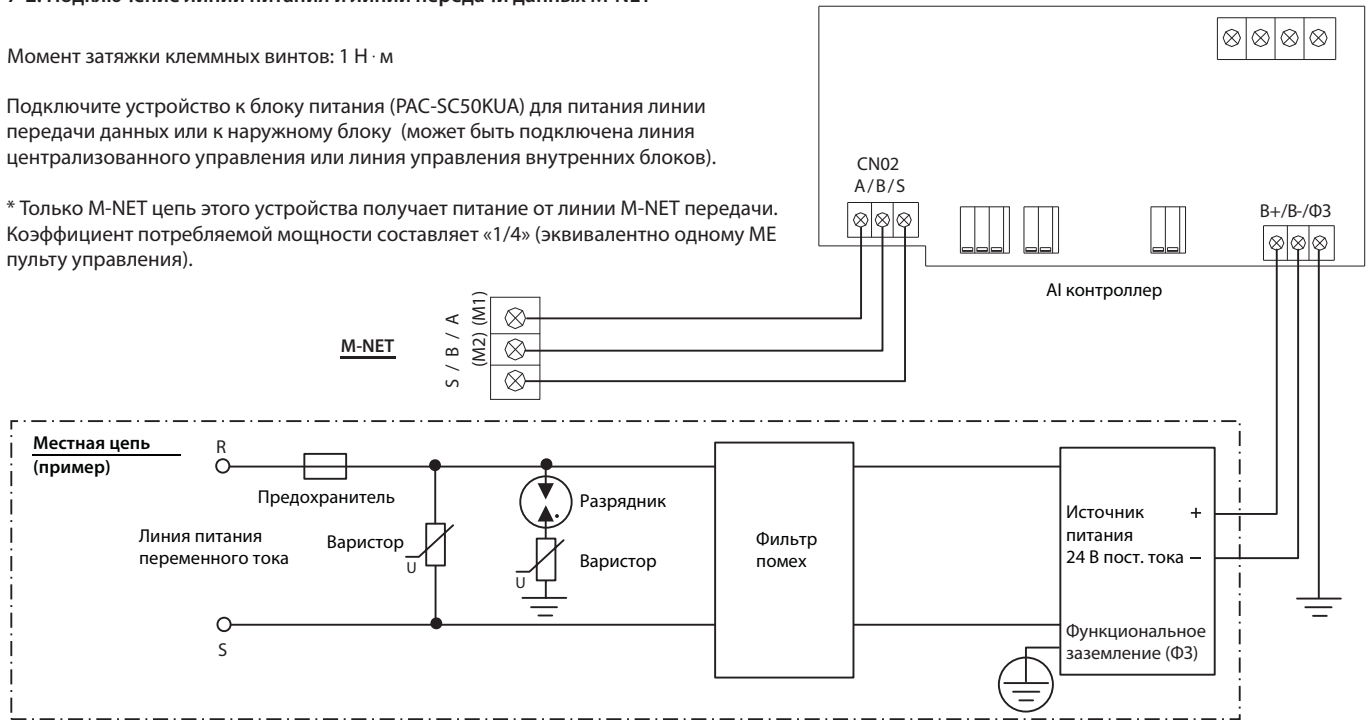 Момент затяжки клеммных винтов: 1 Н · м
Подключите устройство к блоку питания (PAC-SC50KUA) для питания линии
передачи данных или к наружному блоку (может быть подключена линия
централизованного управления или линия управления внутренних блоков).
* Только M-NET цепь этого устройства получает питание от линии M-NET передачи.
Коэффициент потребляемой мощности составляет «1/4» (эквивалентно одному ME
пульту управления).
CN02
A/B/S
B+/B-/ФЗ
AI контроллер
M-NET
S / B / A
(M2) (M1)
Местная цепь
(пример)
R
Предохранитель
Линия питания
переменного тока
Варистор
U
Разрядник
Варистор
U
Фильтр
помех
Источник
питания
24 В пост. тока
+
–
Функциональное
заземление (ФЗ)
S